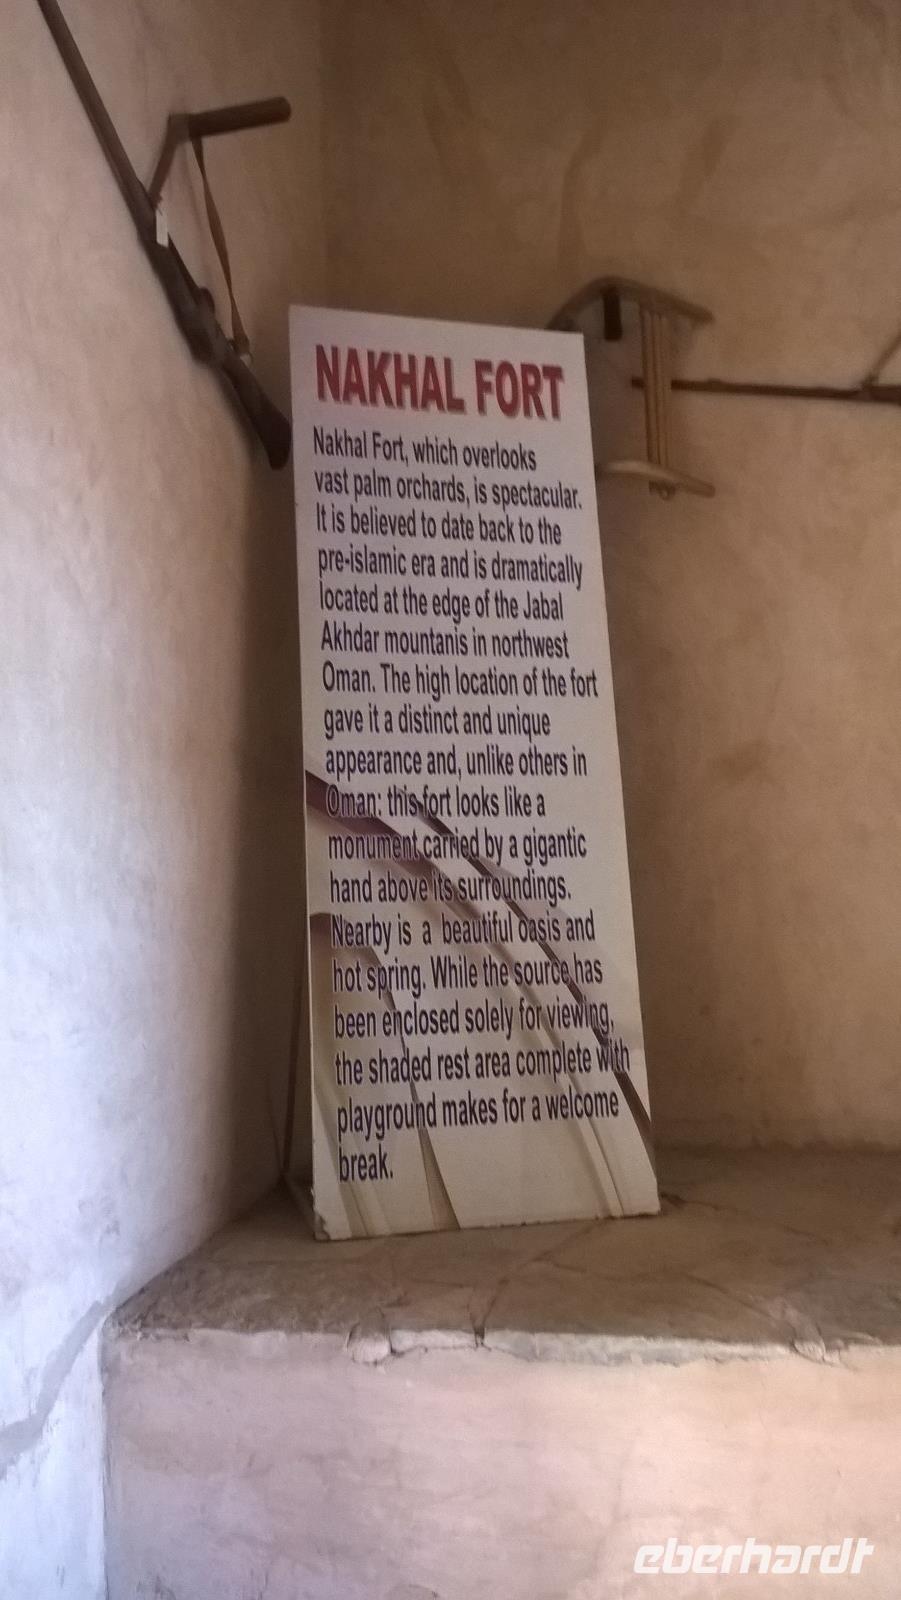 NAKHAL FORT
Nakhal Fort, which overlooks
vast palm orchards, is spectacular.
It is believed to date back to the
pre-islamic era and is dramatically
located at the edge of the Jabal
Akhdar mountanis in northwest
Oman. The high location of the fort
gave it a distinct and unique
appearance and, unlike others in
Oman: this fort looks like a
monument carried by a gigantic
hand above its surroundings.
Nearby is a beautiful oasis and
hot spring. While the source has
been enclosed solely for viewing,
the shaded rest area complete with
playground makes for a welcome
break.
eberhardt